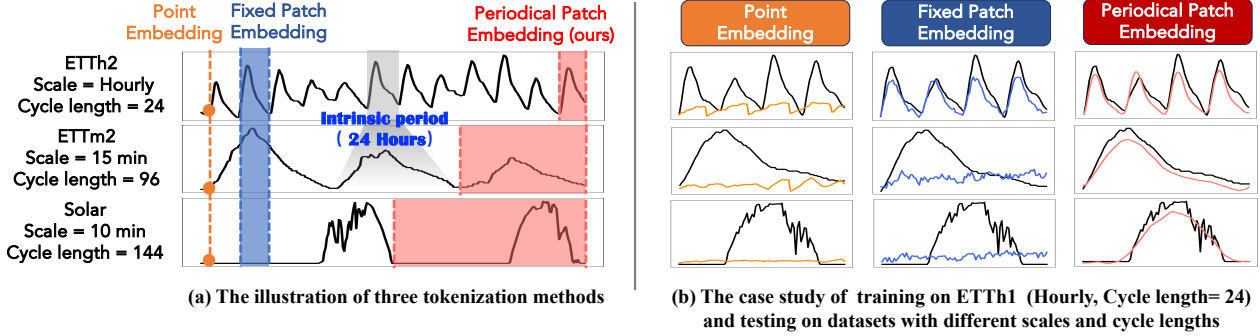 Point
Embedding
Fixed Patch
Embedding
Periodical Patch
Embedding (ours)
ETTh2
Scale = Hourly
Cycle length = 24
Intrinsic period
( 24 Hours)
ETTm2
Scale = 15 min
Cycle length = 96
Solar
Scale = 10 min
Cycle length = 144
(a) The illustration of three tokenization methods
Point
Embedding
Fixed Patch
Embedding
Periodical Patch
Embedding
(b) The case study of training on ETTh1 (Hourly, Cycle length= 24)
and testing on datasets with different scales and cycle lengths